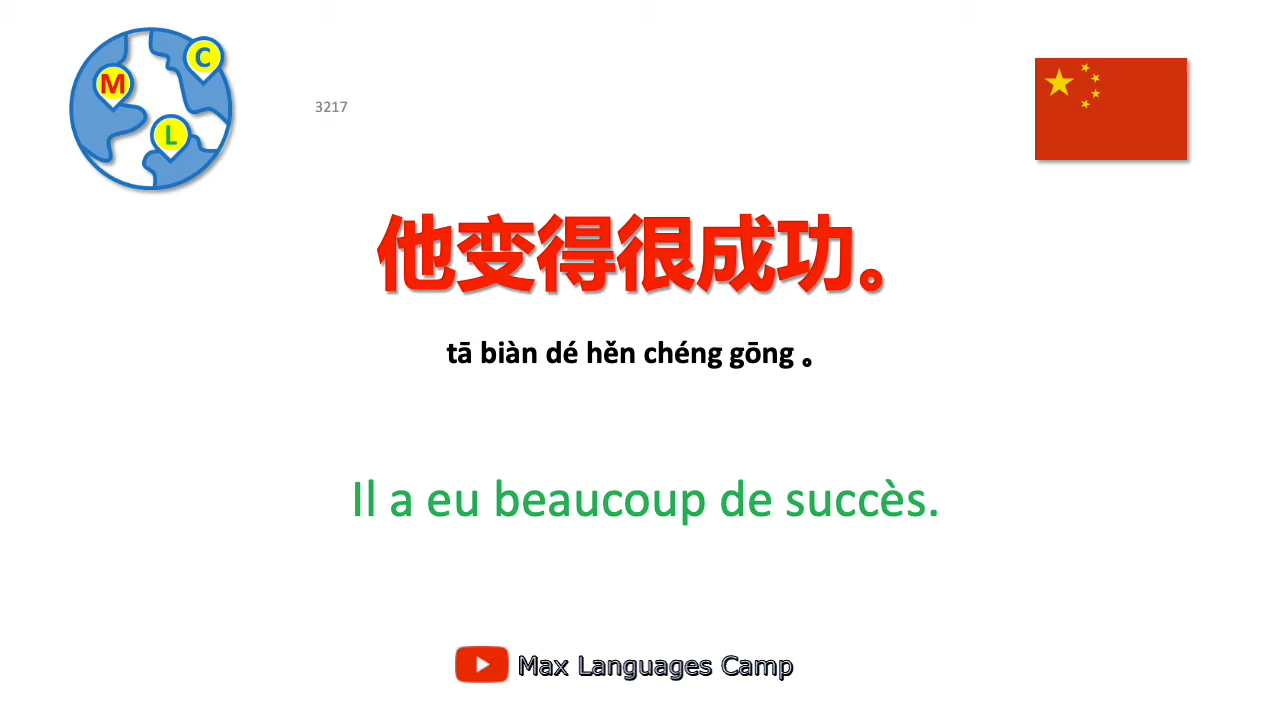 M
C
L
3217
他变得很成功。
tā biàn dé hěn chéng gōng 。
Il a eu beaucoup de succès.
Max Languages Camp